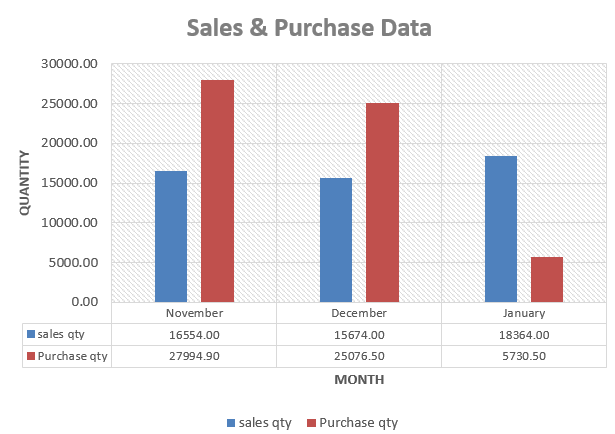 Sales & Purchase Data
30000.00
25000.00
20000.00
15000.00
10000.00
5000.00
0.00
QUANTITY
November December January
sales qty 16554.00 15674.00 18364.00
Purchase qty 27994.90 25076.50 5730.50
MONTH
sales qty Purchase qty